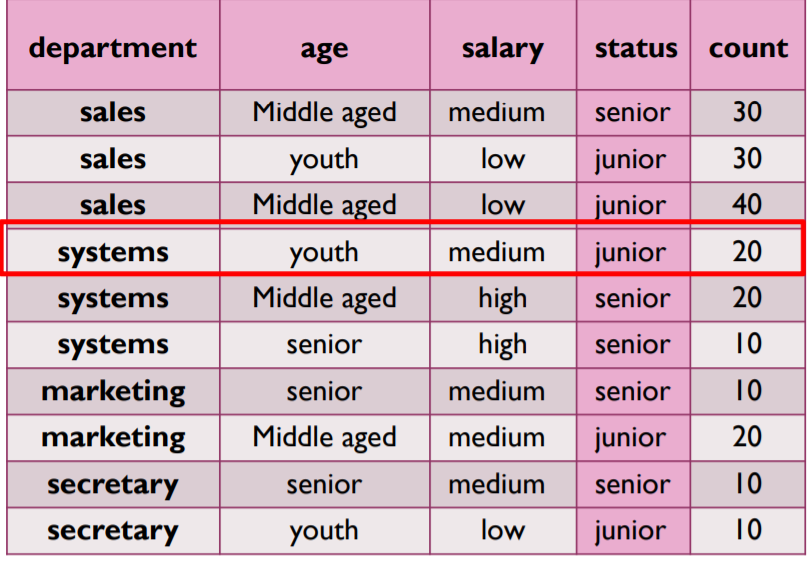 department age salary status count
sales Middle aged medium senior 30
sales youth low junior 30
sales Middle aged low junior 40
systems youth medium junior 20
systems Middle aged high senior 20
systems senior high senior 10
marketing senior medium senior 10
marketing Middle aged medium junior 20
secretary senior medium senior 10
secretary youth low junior 10